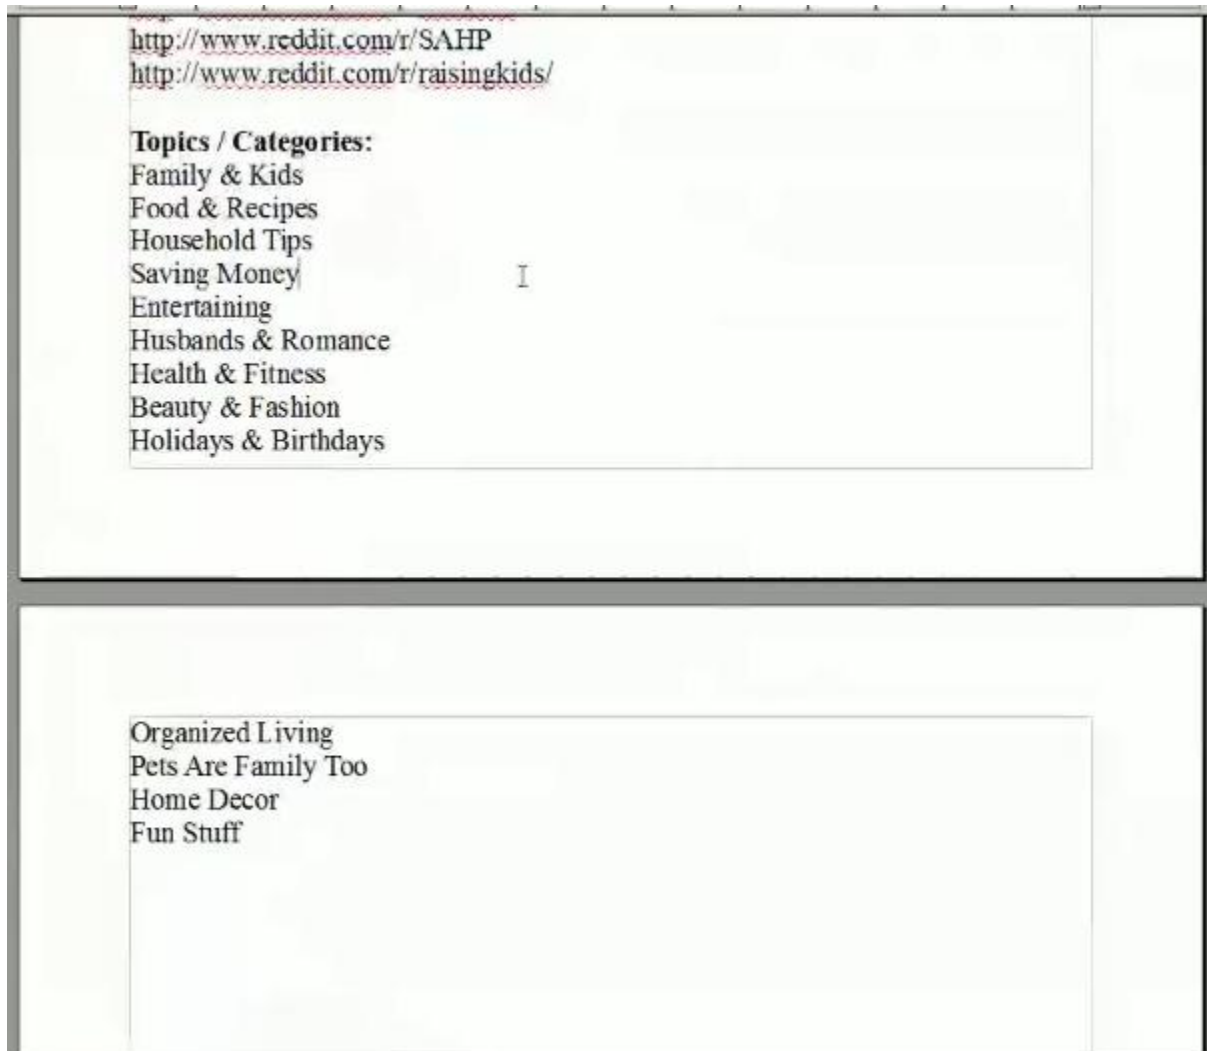 http://www.reddit.com/r/SAHP
http://www.reddit.com/r/raisingkids/
Topics / Categories:
Family & Kids
Food & Recipes
Household Tips
Saving Money
Entertaining
Husbands & Romance
Health & Fitness
Beauty & Fashion
Holidays & Birthdays
Organized Living
Pets Are Family Too
Home Decor
Fun Stuff